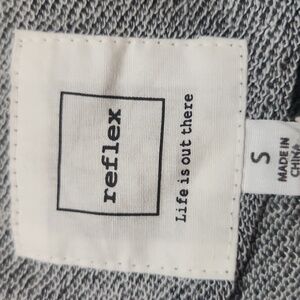 reflex
Life is out there
S
MADE IN
CHINA